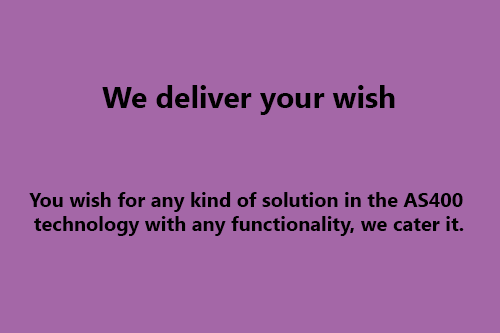 We deliver your wish
You wish for any kind of solution in the AS400
technology with any functionality, we cater it.